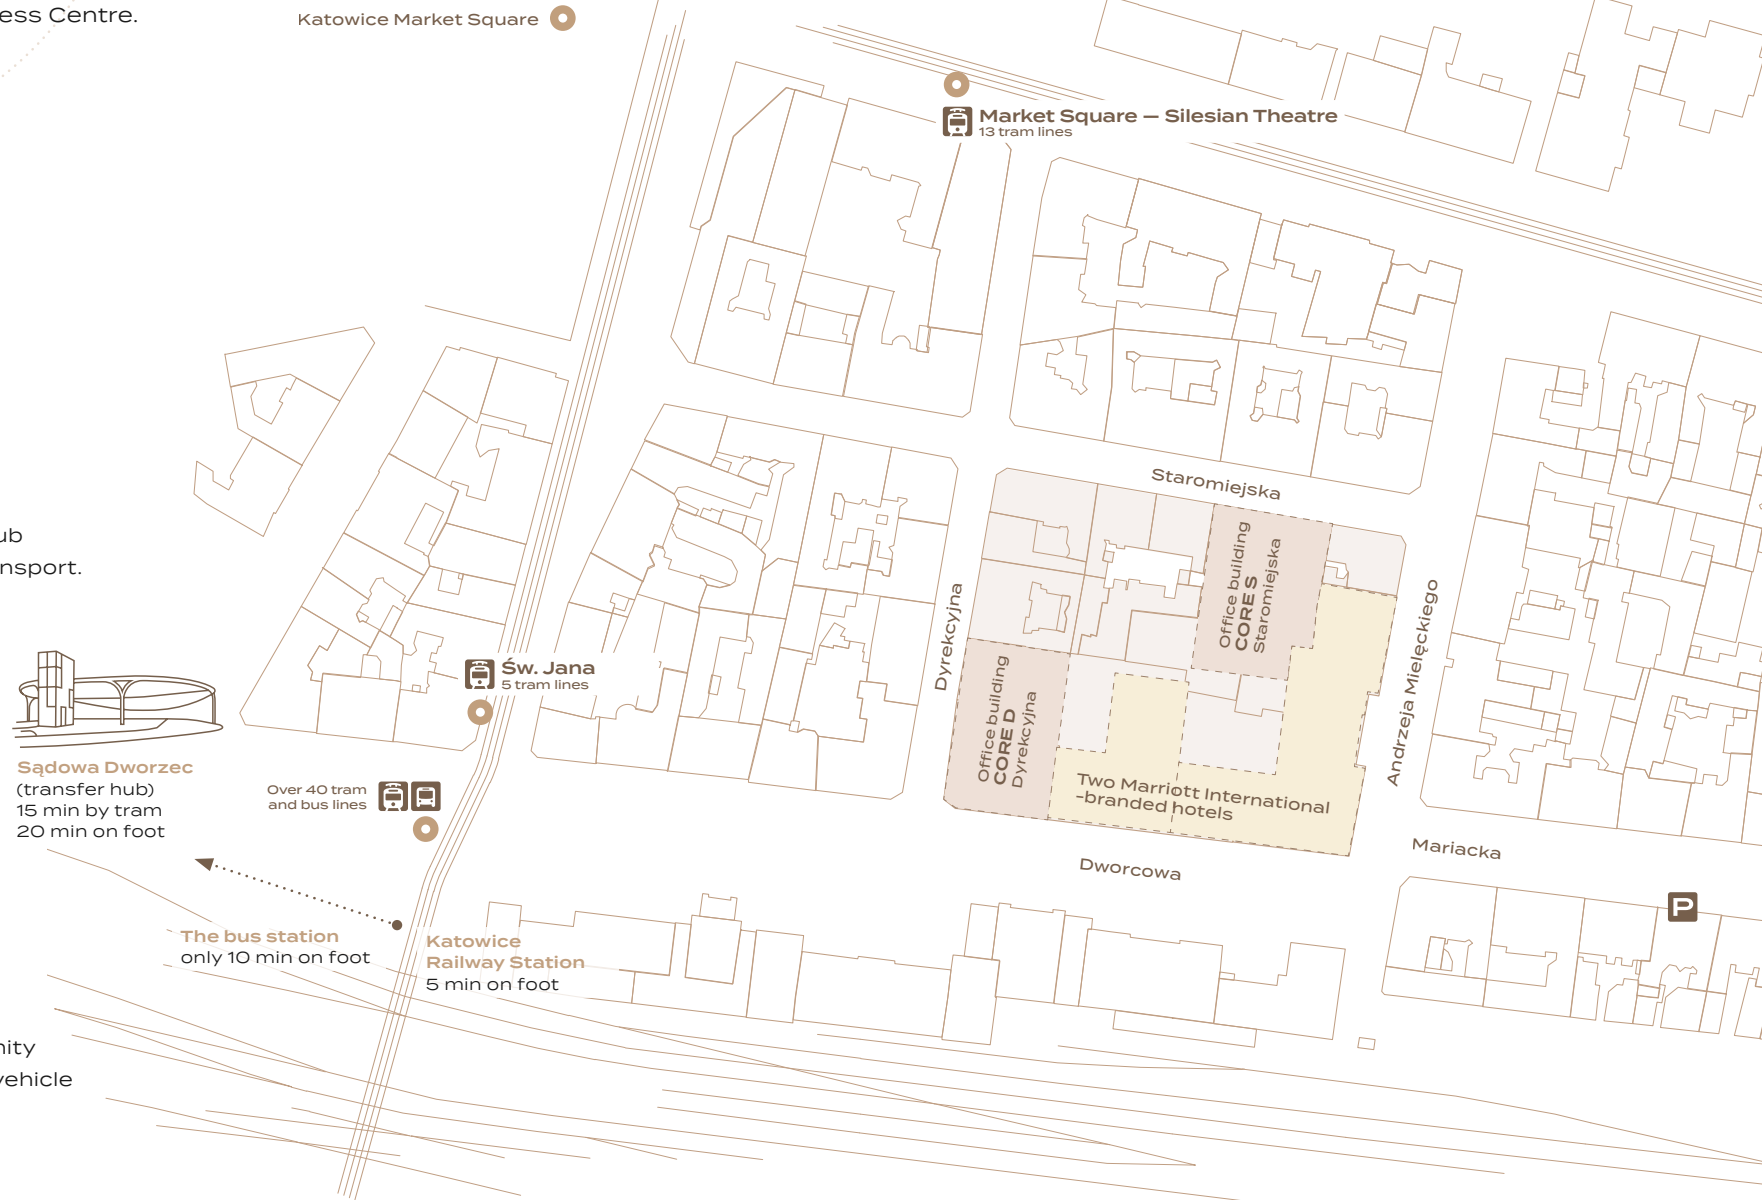 ess Centre.
Katowice Market Square
Market Square — Silesian Theatre
13 tram lines
Staromiejska
ub
nsport.
Office building
CORE S
Staromiejska
Dyrekcyjna
Andrzeja Mielęckiego
Św. Jana
5 tram lines
Office building
CORE D
Dyrekcyjna
Sądowa Dworzec
(transfer hub)
15 min by tram
20 min on foot
Over 40 tram
and bus lines
Two Marriott International
-branded hotels
Mariacka
Dworcowa
P
The bus station
only 10 min on foot
Katowice
Railway Station
5 min on foot
nity
vehicle